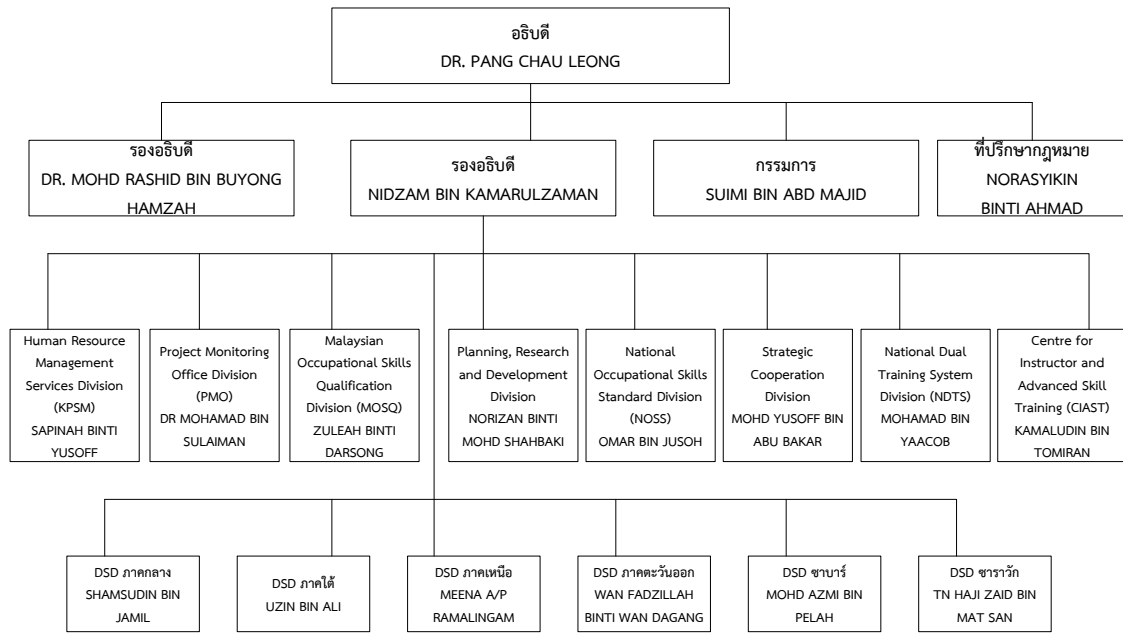 อธิบดี
DR. PANG CHAU LEONG
รองอธิบดี
DR. MOHD RASHID BIN BUYONG
HAMZAH
รองอธิบดี
NIDZAM BIN KAMARULZAMAN
กรรมการ
SUIMI BIN ABD MAJID
ที่ปรึกษากฎหมาย
NORASYIKIN
BINTI AHMAD
Human Resource
Management
Services Division
(KPSM)
SAPINAH BINTI
YUSOFF
Project Monitoring
Office Division
(PMO)
DR MOHAMAD BIN
SULAIMAN
Malaysian
Occupational Skills
Qualification
Division (MOSQ)
ZULEAH BINTI
DARSONG
Planning, Research
and Development
Division
NORIZAN BINTI
MOHD SHAHBAKI
National
Occupational Skills
Standard Division
(NOSS)
OMAR BIN JUSOH
Strategic
Cooperation
Division
MOHD YUSOFF BIN
ABU BAKAR
National Dual
Training System
Division (NDTS)
MOHAMAD BIN
YAACOB
Centre for
Instructor and
Advanced Skill
Training (CIAST)
KAMALUDIN BIN
TOMIRAN
DSD ภาคกลาง
SHAMSUDIN BIN
JAMIL
DSD ภาคใต้
UZIN BIN ALI
DSD ภาคเหนือ
MEENA A/P
RAMALINGAM
DSD ภาคตะวันออก
WAN FADZILLAH
BINTI WAN DAGANG
DSD ซาบาร์
MOHD AZMI BIN
PELAH
DSD ซาราวัก
TN HAJI ZAID BIN
MAT SAN